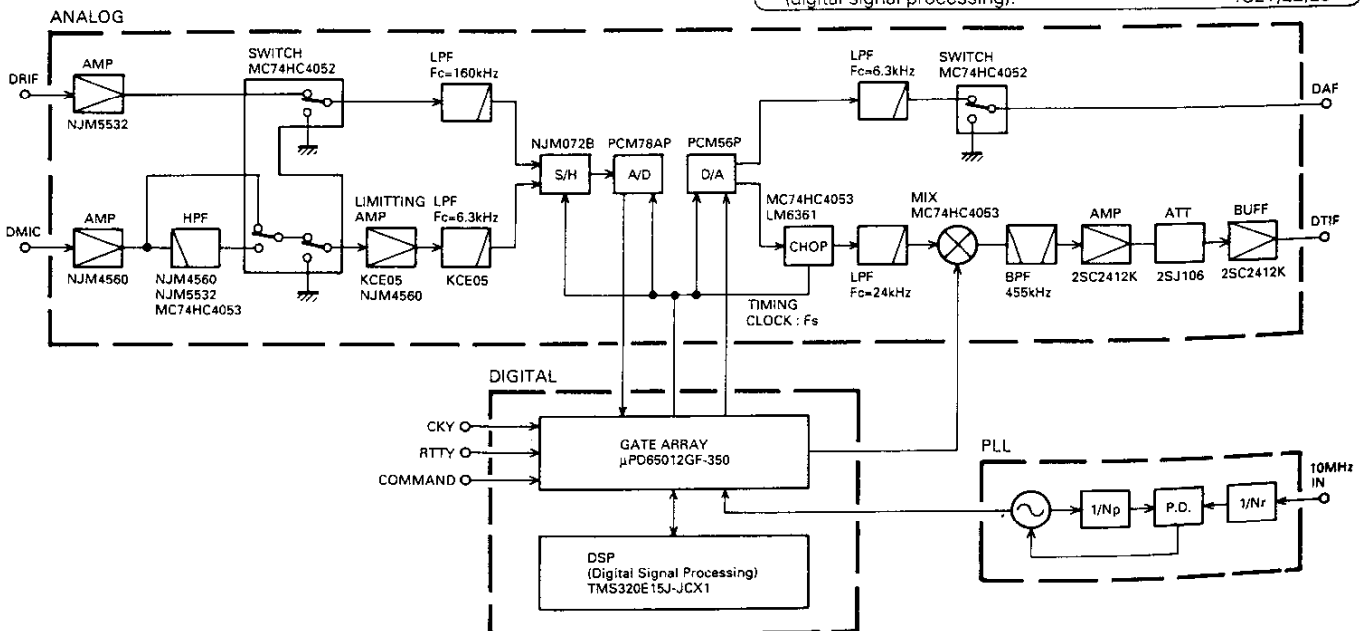 (digital signal processing).
ANALOG
DRIF
AMP
NJM5532
SWITCH
MC74HC4052
LPF
Fc=160kHz
DMIC
AMP
NJM4560
HPF
NJM4560
NJM5532
MC74HC4053
LIMITTING
AMP
KCE05
NJM4560
LPF
Fc=6.3kHz
KCE05
NJM072B
S/H
PCM78AP
A/D
PCM56P
D/A
LPF
Fc=6.3kHz
SWITCH
MC74HC4052
DAF
MC74HC4053
LM6361
CHOP
LPF
Fc=24kHz
MIX
MC74HC4053
BPF
455kHz
AMP
2SC2412K
ATT
2SJ106
BUFF
2SC2412K
DTIF
TIMING
CLOCK : Fs
DIGITAL
CKY
RTTY
COMMAND
GATE ARRAY
μPD65012GF-350
DSP
(Digital Signal Processing)
TMS320E15J-JCX1
PLL
1/Np
P.D.
1/Nr
10MHz
IN